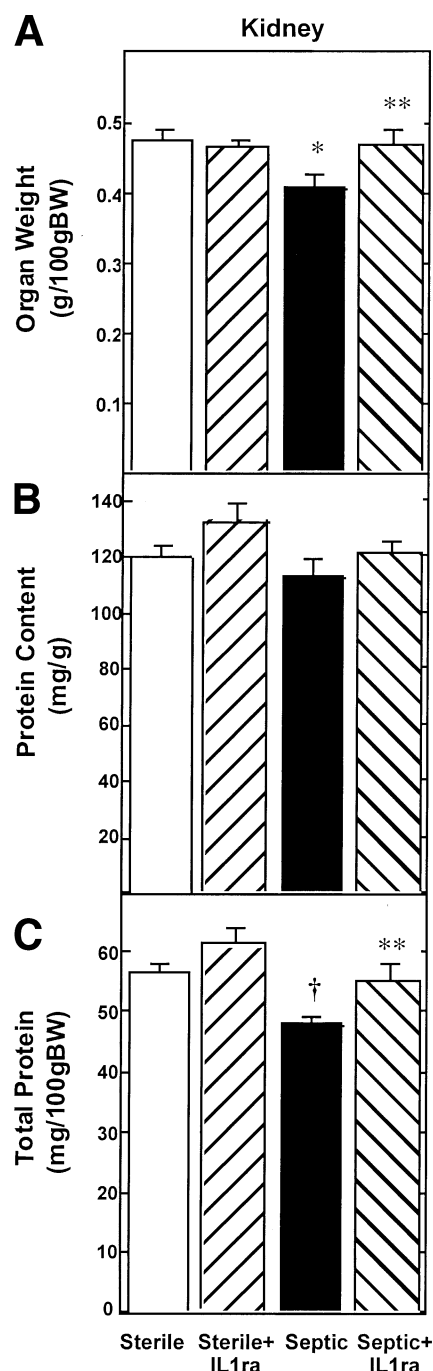 A
Kidney
Organ Weight
(g/100gBW)
0.5
0.4
0.3
0.2
0.1
*
**
B
Protein Content
(mg/g)
140
120
100
80
60
40
20
C
Total Protein
(mg/100gBW)
60
50
40
30
20
10
0
†
**
Sterile Sterile+ Septic Septic+
IL1ra IL1ra